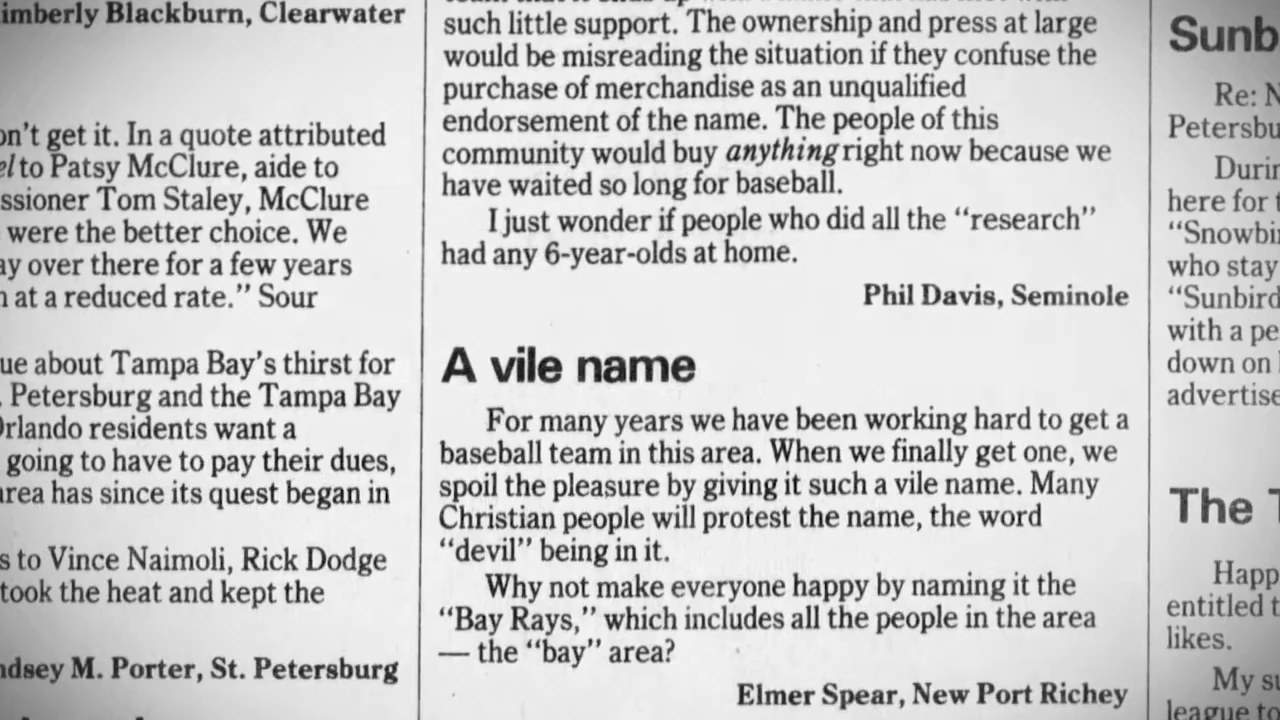 Kimberly Blackburn, Clearwater
on't get it. In a quote attributed
el to Patsy McClure, aide to
ssioner Tom Staley, McClure
were the better choice. We
ay over there for a few years
at a reduced rate." Sour
ue about Tampa Bay's thirst for
. Petersburg and the Tampa Bay
Orlando residents want a
going to have to pay their dues,
area has since its quest began in
s to Vince Naimoli, Rick Dodge
took the heat and kept the
ndsey M. Porter, St. Petersburg
such little support. The ownership and press at large
would be misreading the situation if they confuse the
purchase of merchandise as an unqualified
endorsement of the name. The people of this
community would buy anything right now because we
have waited so long for baseball.
I just wonder if people who did all the "research"
had any 6-year-olds at home.
Phil Davis, Seminole
A vile name
For many years we have been working hard to get a
baseball team in this area. When we finally get one, we
spoil the pleasure by giving it such a vile name. Many
Christian people will protest the name, the word
"devil" being in it.
Why not make everyone happy by naming it the
"Bay Rays," which includes all the people in the area
— the "bay" area?
Elmer Spear, New Port Richey
Sunb
Re: N
Petersbu
Durin
here for t
"Snowbi
who stay
"Sunbird
with a pe
down on
advertise
The T
Happ
entitled t
likes.
My su
league to